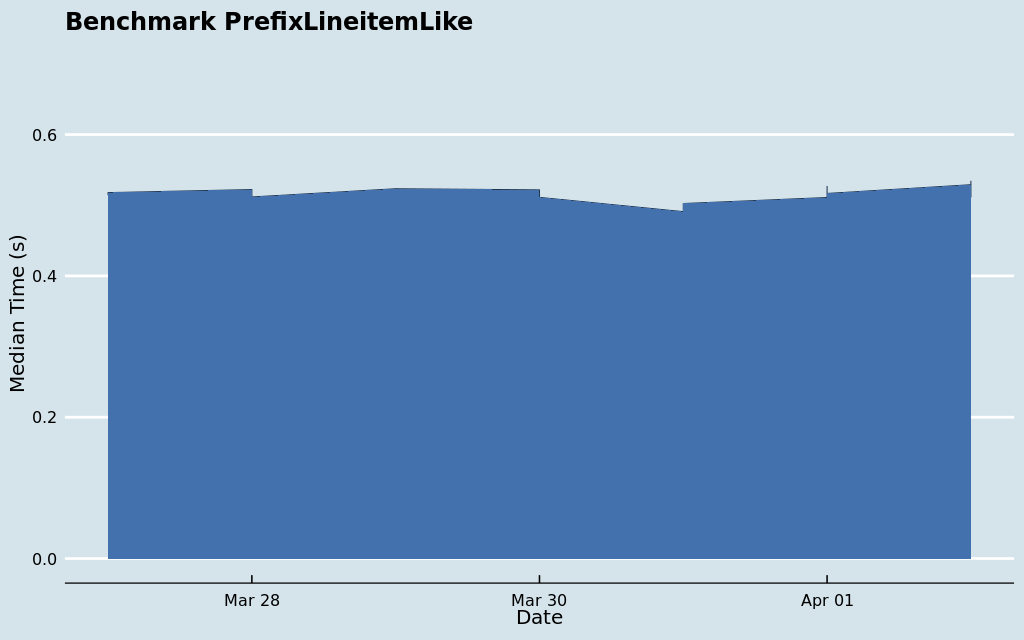 Benchmark PrefixLineitemLike
0.6
0.4
0.2
0.0
Median Time (s)
Mar 28
Mar 30
Apr 01
Date